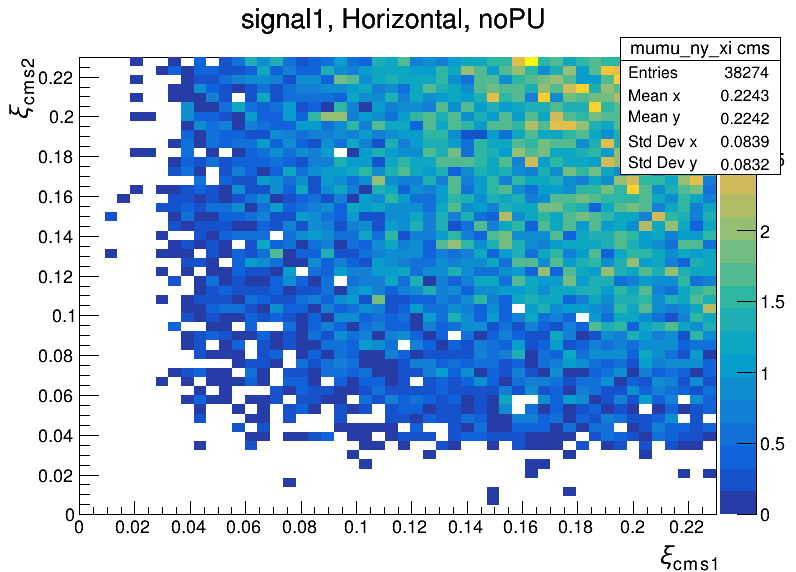 signal1, Horizontal, noPU
mumu_ny_xi cms
Entries 38274
Mean x 0.2243
Mean y 0.2242
Std Dev x 0.0839
Std Dev y 0.0832
ξcms2
0.22
0.2
0.18
0.16
0.14
0.12
0.1
0.08
0.06
0.04
0.02
0
2
1.5
1
0.5
0
0 0.02 0.04 0.06 0.08 0.1 0.12 0.14 0.16 0.18 0.2 0.22
ξcms1